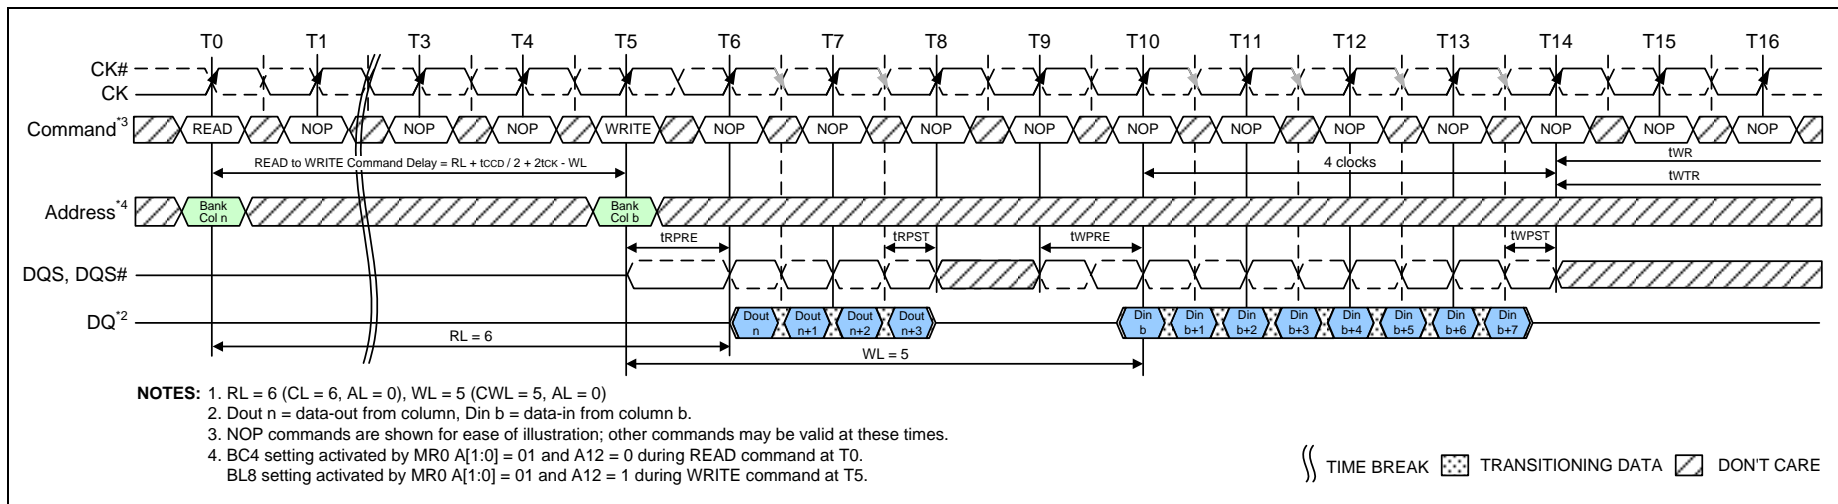 T0 T1 T3 T4 T5 T6 T7 T8 T9 T10 T11 T12 T13 T14 T15 T16
CK#
CK
Command*3 READ NOP NOP NOP WRITE NOP NOP NOP NOP NOP NOP NOP NOP NOP NOP NOP
READ to WRITE Command Delay = RL + tCCD / 2 + 2tCK - WL 4 clocks tWR
tWTR
Address*4 Bank Col n Bank Col b
tRPRE tRPST tWPRE tWPST
DQS, DQS#
DQ*2 Dout n Dout n+1 Dout n+2 Dout n+3 Din b Din b+1 Din b+2 Din b+3 Din b+4 Din b+5 Din b+6 Din b+7
RL = 6
WL = 5
NOTES: 1. RL = 6 (CL = 6, AL = 0), WL = 5 (CWL = 5, AL = 0)
2. Dout n = data-out from column, Din b = data-in from column b.
3. NOP commands are shown for ease of illustration; other commands may be valid at these times.
4. BC4 setting activated by MR0 A[1:0] = 01 and A12 = 0 during READ command at T0.
BL8 setting activated by MR0 A[1:0] = 01 and A12 = 1 during WRITE command at T5.
TIME BREAK TRANSITIONING DATA DON'T CARE